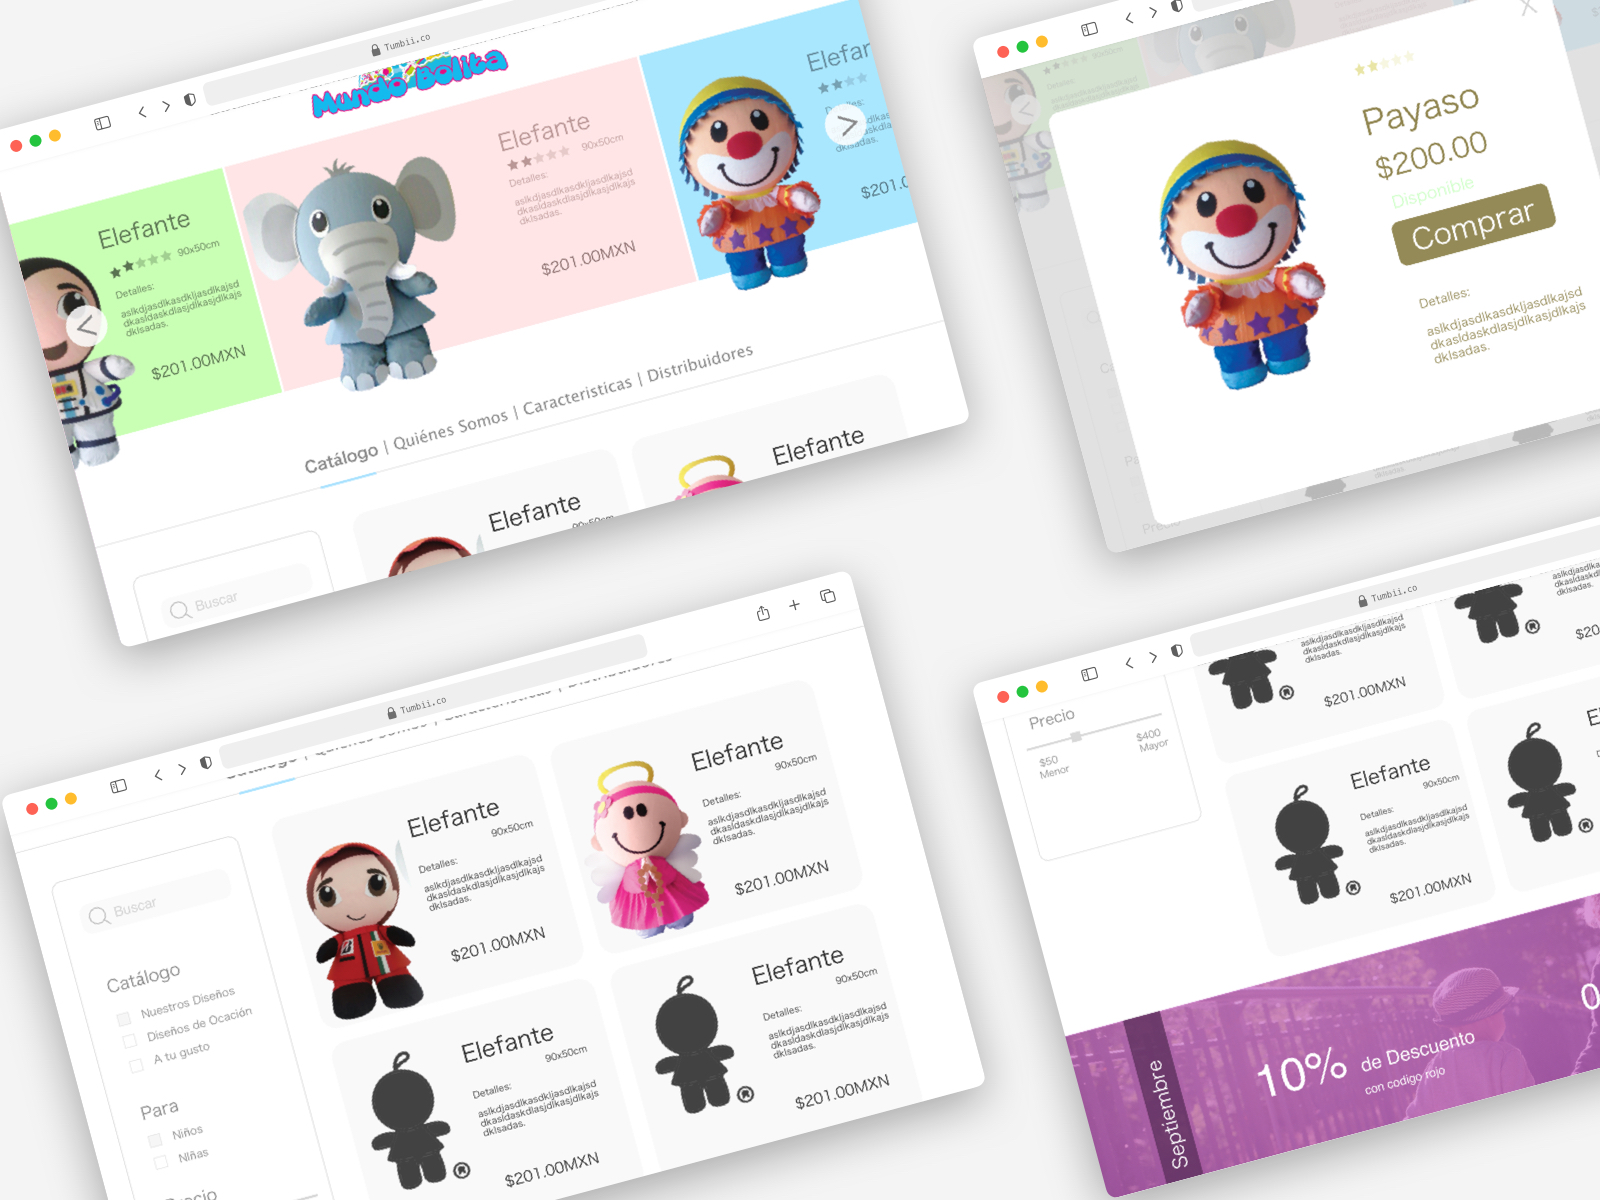 Tumbii.co
Mundo Bolita
Elefante
90x50cm
Detalles:
aslkdjasdlkasdkljasdlkajsd
dkasldaskdlasjdlkasjdlkajs
dklsadas.
$201.00MXN
Elefante
90x50cm
Detalles:
aslkdjasdlkasdkljasdlkajsd
dkasldaskdlasjdlkasjdlkajs
dklsadas.
$201.00MXN
Elefan
$201.0
Catálogo | Quiénes Somos | Caracteristicas | Distribuidores
Elefante
90x50cm
Elefante
Buscar
X
Payaso
$200.00
Disponible
Comprar
Detalles:
aslkdjasdlkasdkljasdlkajsd
dkasldaskdlasjdlkasjdlkajs
dklsadas.
Tumbii.co
Buscar
Catálogo
Nuestros Diseños
Diseños de Ocación
A tu gusto
Para
Niños
NIñas
Precio
Elefante
90x50cm
Detalles:
aslkdjasdlkasdkljasdlkajsd
dkasldaskdlasjdlkasjdlkajs
dklsadas.
$201.00MXN
Elefante
90x50cm
Detalles:
aslkdjasdlkasdkljasdlkajsd
dkasldaskdlasjdlkasjdlkajs
dklsadas.
$201.00MXN
Elefante
90x50cm
Detalles:
aslkdjasdlkasdkljasdlkajsd
dkasldaskdlasjdlkasjdlkajs
dklsadas.
$201.00MXN
Elefante
90x50cm
Detalles:
aslkdjasdlkasdkljasdlkajsd
dkasldaskdlasjdlkasjdlkajs
dklsadas.
$201.00MXN
Tumbii.co
Precio
$50
Menor
$400
Mayor
aslkdjasdlkasdkljasdlkajsd
dkasldaskdlasjdlkasjdlkajs
dklsadas.
$201.00MXN
$20
Elefante
90x50cm
Detalles:
aslkdjasdlkasdkljasdlkajsd
dkasldaskdlasjdlkasjdlkajs
dklsadas.
$201.00MXN
Septiembre
10% de Descuento
con codigo rojo